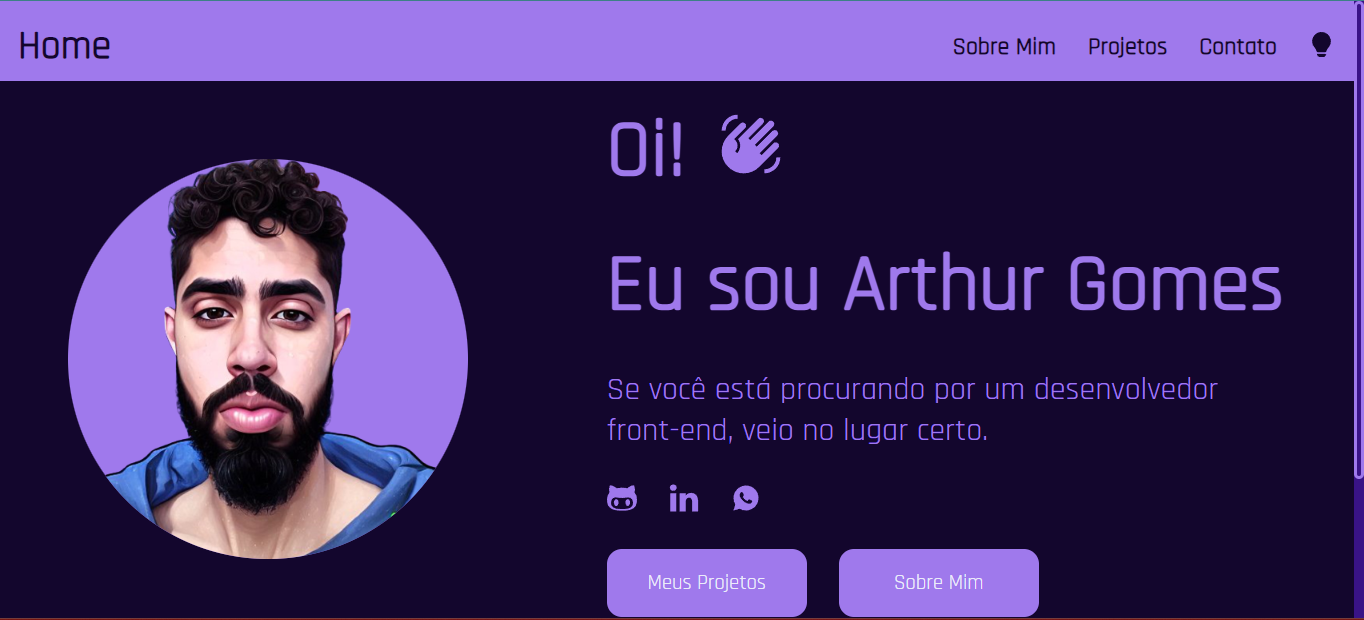 Home
Sobre Mim
Projetos
Contato
Oi!
Eu sou Arthur Gomes
Se você está procurando por um desenvolvedor
front-end, veio no lugar certo.
in
Meus Projetos
Sobre Mim